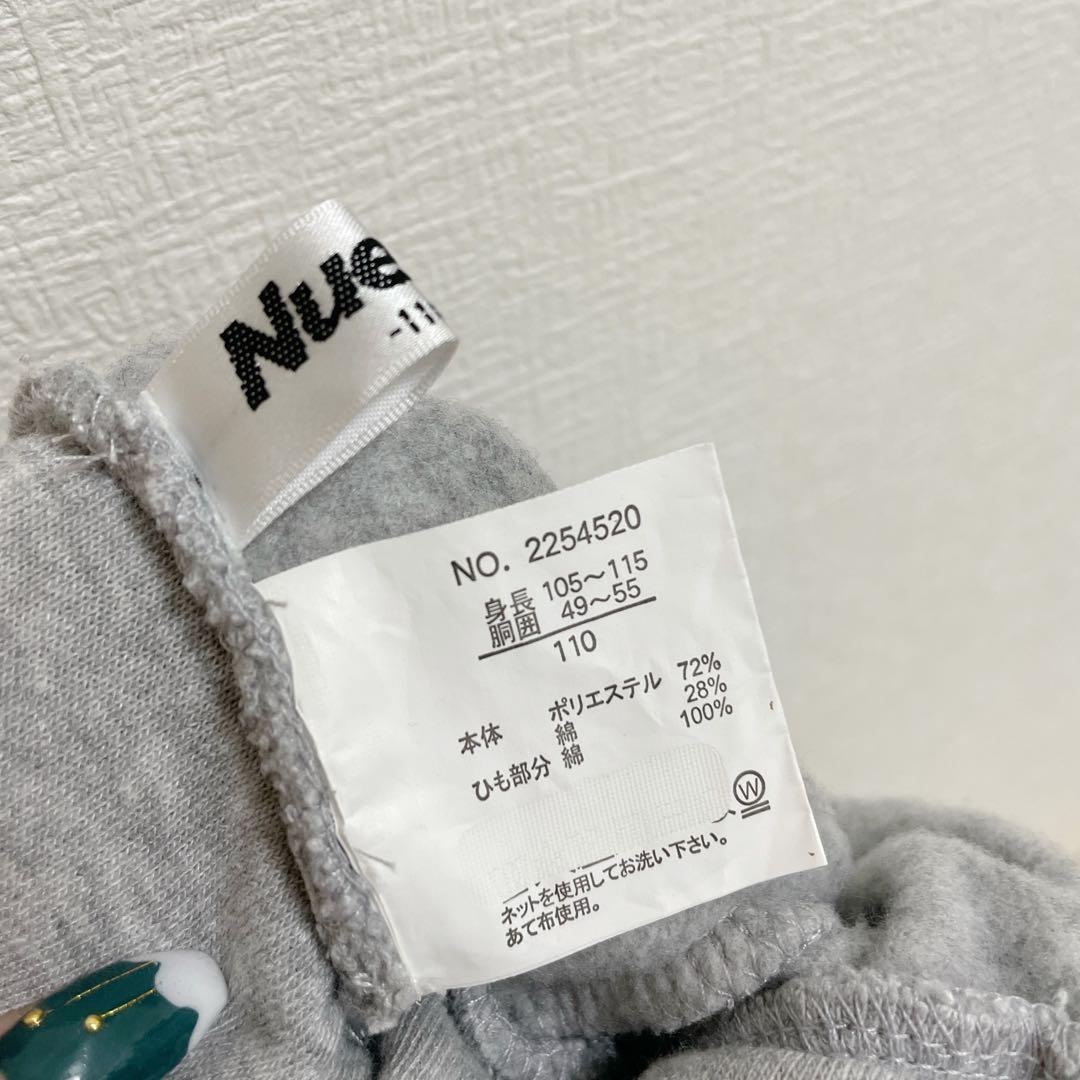 Nue
-11
NO. 2254520
身長 105～115
胴囲 49～55
110
本体 ポリエステル 72%
綿 28%
ひも部分 綿 100%
W
ネットを使用してお洗い下さい。
あて布使用。